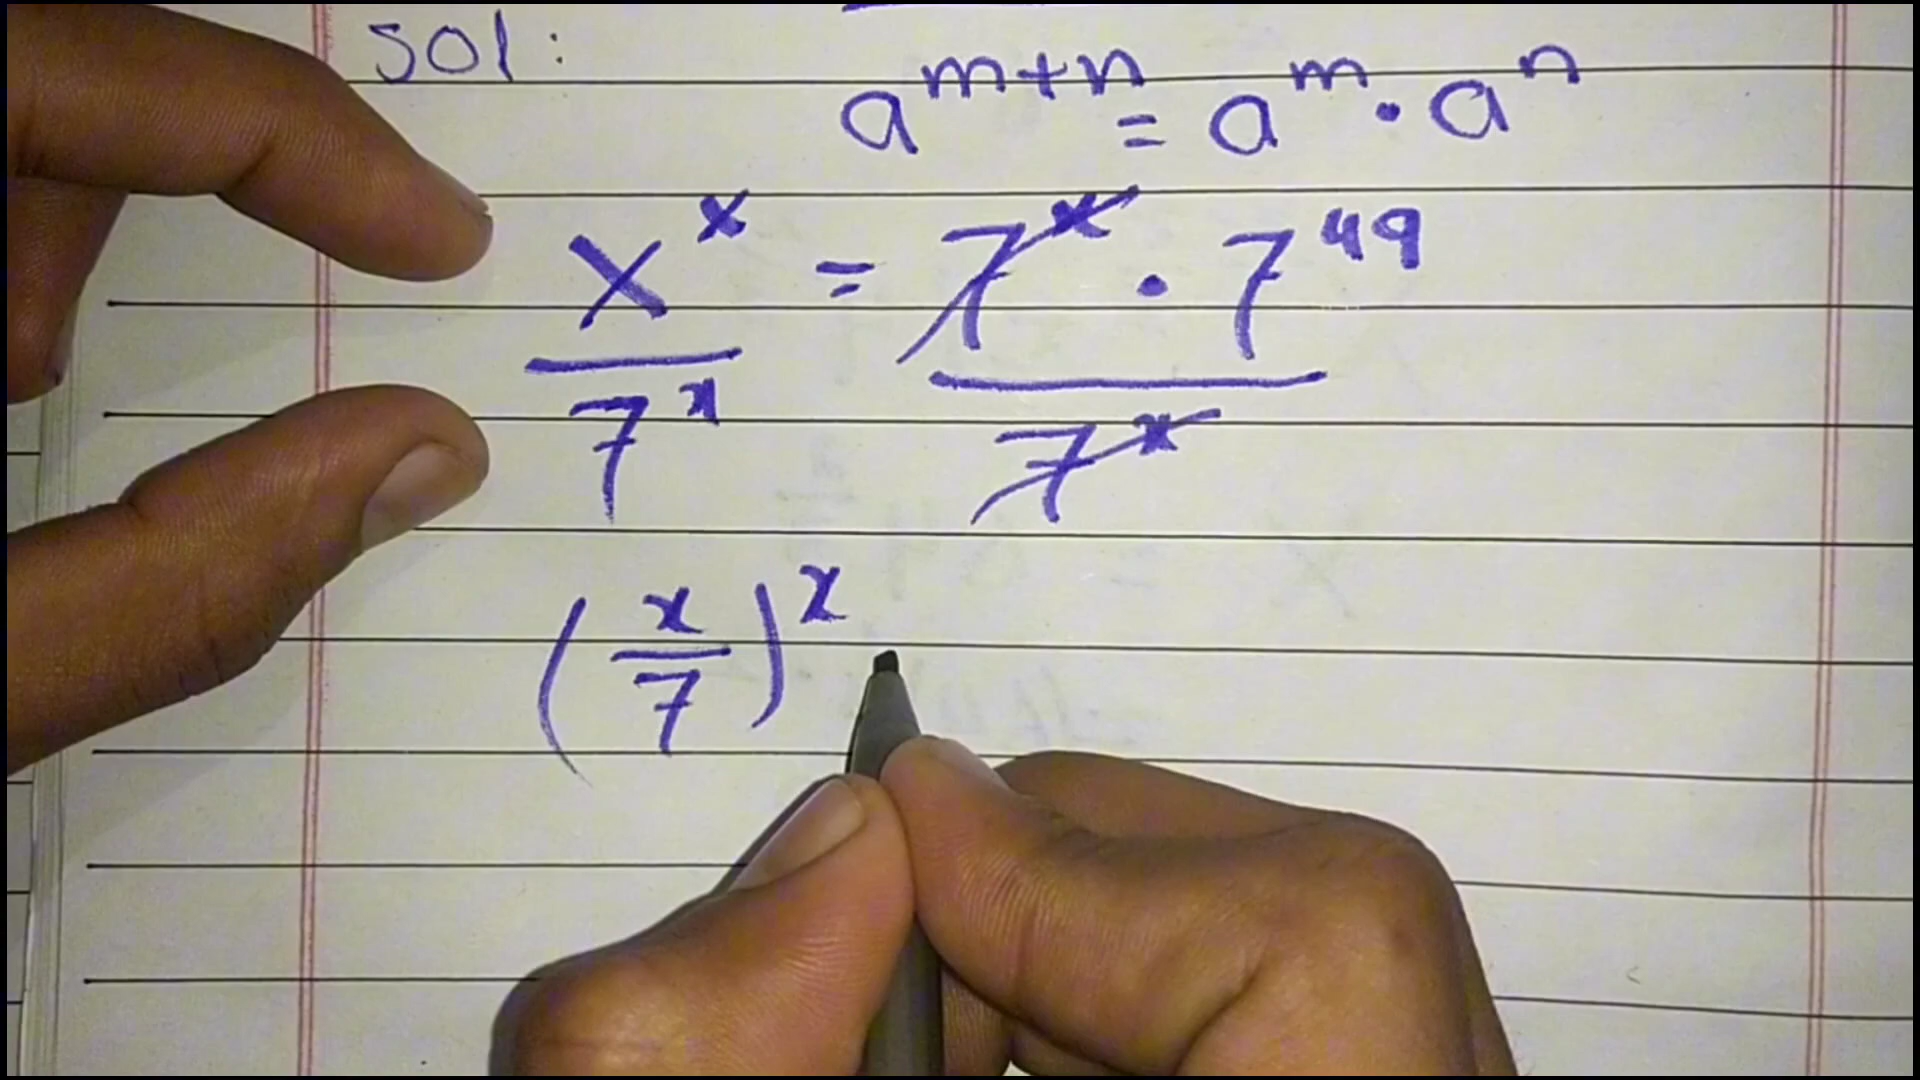 Sol:
a^{m+n} = a^m · a^n
x^x / 7^x = 7^x · 7^{49} / 7^x
(x/7)^x